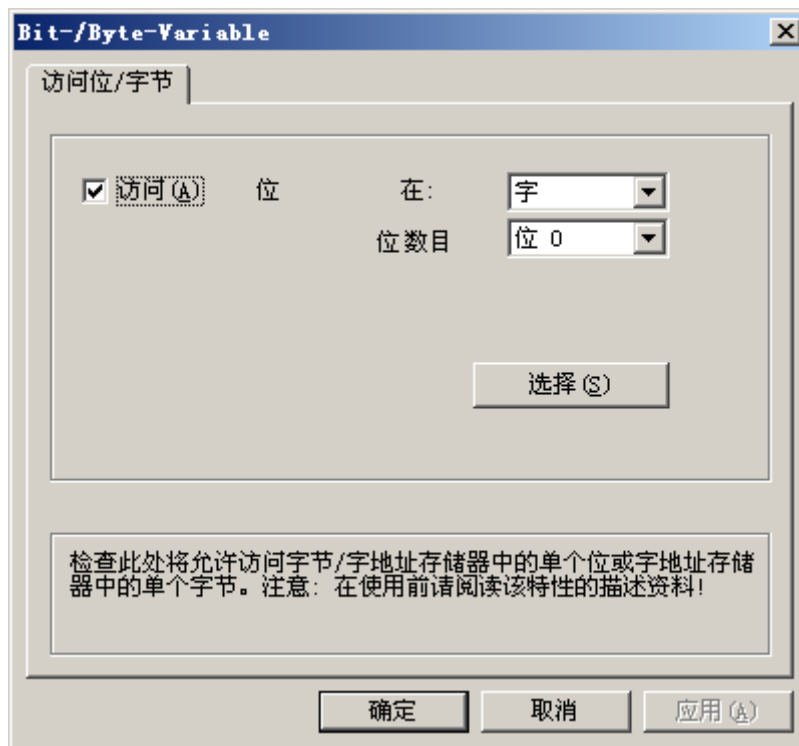 Bit-/Byte-Variable
访问位/字节
访问(A) 位 在: 字
位数目 位 0
选择(S)
检查此处将允许访问字节/字地址存储器中的单个位或字地址存储
器中的单个字节。注意: 在使用前请阅读该特性的描述资料!
确定 取消 应用(A)